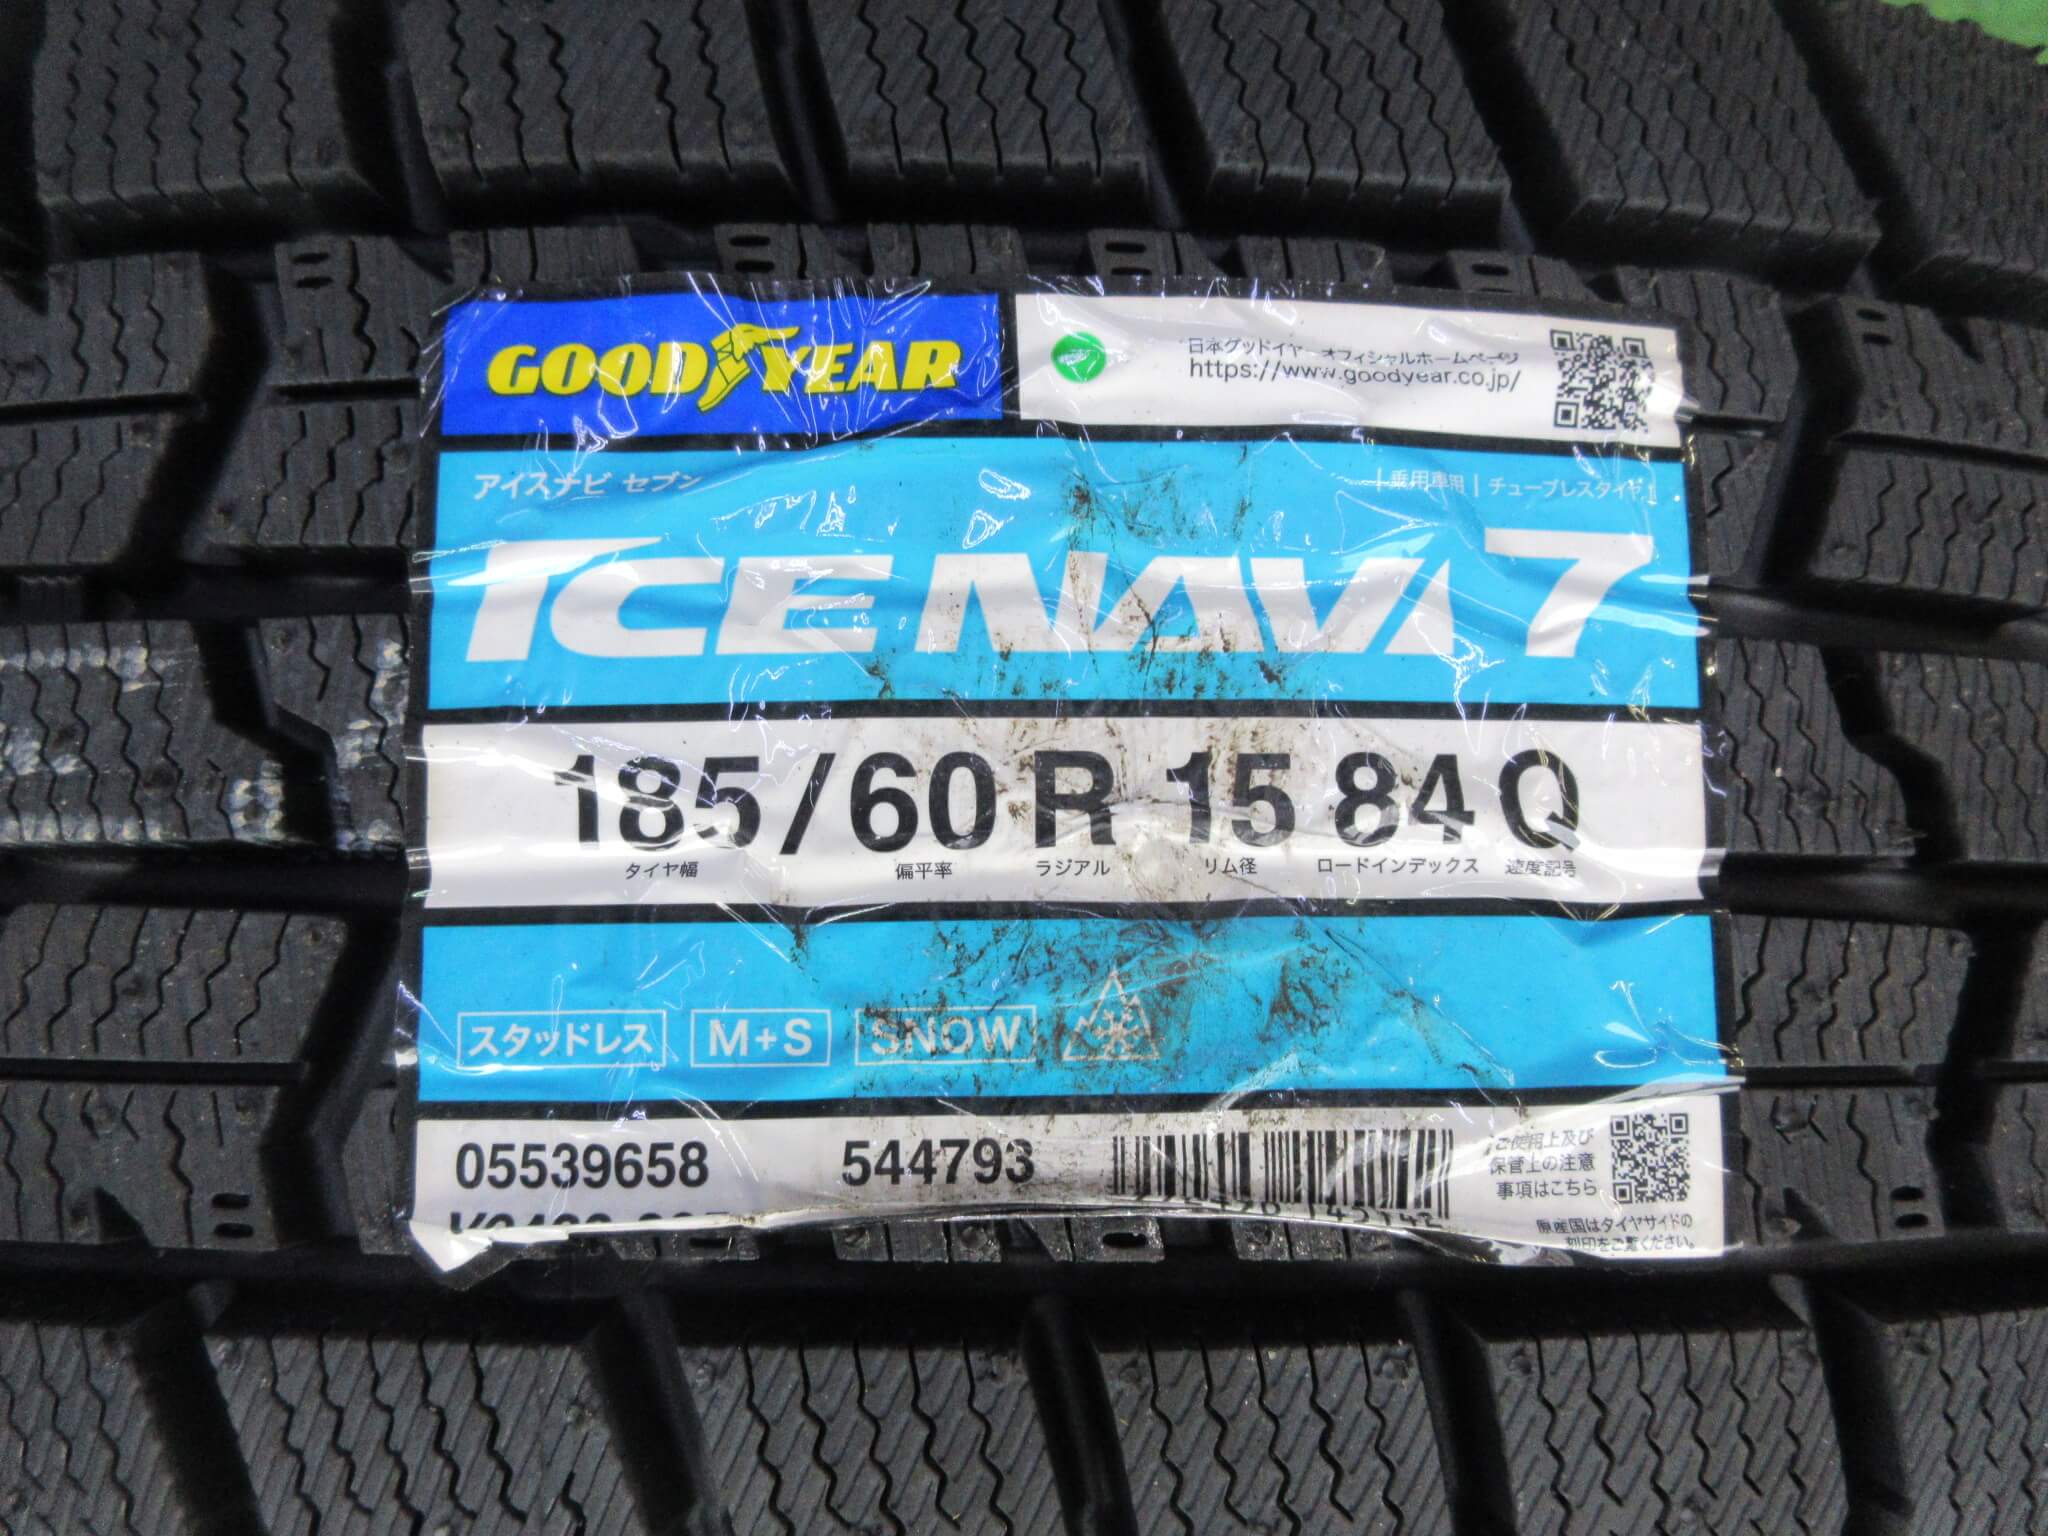 GOODYEAR
日本グッドイヤーオフィシャルホームページ
https://www.goodyear.co.jp/
アイスナビ セブン
| 乗用車用 | チューブレスタイヤ |
ICE NAVI 7
185/60 R 15 84 Q
タイヤ幅 偏平率 ラジアル リム径 ロードインデックス 速度記号
スタッドレス M+S SNOW
05539658 544793
ご使用上及び
保管上の注意
事項はこちら
原産国はタイヤサイドの
刻印をご覧ください。